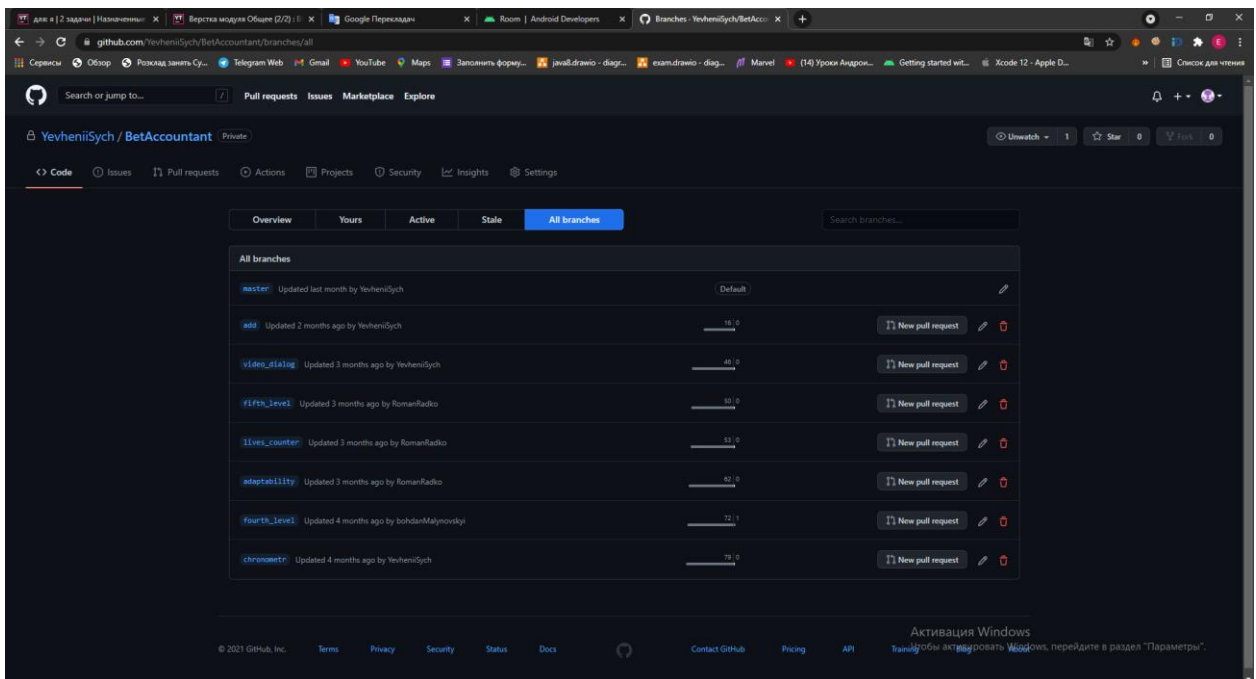 для: я | 2 задачи | Назначенны
Верстка модуля Общее (2/2) : B
Google Перекладач
Room | Android Developers
Branches · YevheniiSych/BetAcco
github.com/YevheniiSych/BetAccountant/branches/all
Сервисы
Обзор
Розклад занять Су...
Telegram Web
Gmail
YouTube
Maps
Заполнить форму...
java8.drawio - diagr...
exam.drawio - diag...
Marvel
(14) Уроки Андрои...
Getting started wit...
Xcode 12 - Apple D...
»
Список для чтения
Search or jump to...
/
Pull requests Issues Marketplace Explore
YevheniiSych / BetAccountant Private
Unwatch 1
Star 0
Fork 0
<> Code
Issues
Pull requests
Actions
Projects
Security
Insights
Settings
Overview
Yours
Active
Stale
All branches
Search branches...
All branches
master Updated last month by YevheniiSych Default
add Updated 2 months ago by YevheniiSych 16 | 0 New pull request
video_dialog Updated 3 months ago by YevheniiSych 46 | 0 New pull request
fifth_level Updated 3 months ago by RomanRadko 50 | 0 New pull request
lives_counter Updated 3 months ago by RomanRadko 53 | 0 New pull request
adaptability Updated 3 months ago by RomanRadko 62 | 0 New pull request
fourth_level Updated 4 months ago by bohdanMalynovskyi 72 | 1 New pull request
chronometr Updated 4 months ago by YevheniiSych 79 | 0 New pull request
Активация Windows
Чтобы активировать Windows, перейдите в раздел "Параметры".
© 2021 GitHub, Inc. Terms Privacy Security Status Docs Contact GitHub Pricing API Training Blog About